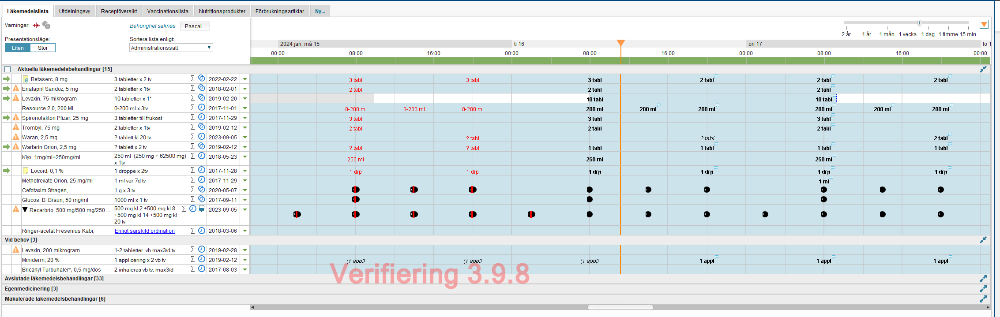 Läkemedelslista Utdelningsvy Receptöversikt Vaccinationslista Nutritionsprodukter Förbrukningsartiklar Ny...
Varningar: Behörighet saknas Pascal...
Presentationsläge: Sortera lista enligt:
Liten Stor Administrationssätt
2 år 1 år 1 mån 1 vecka 1 dag 1 timme 15 min
2024 jan, må 15 ti 16 on 17 to 1
00:00 08:00 16:00 00:00 08:00 16:00 00:00 08:00 16:00 00:00
Aktuella läkemedelsbehandlingar [15]
Betaserc, 8 mg 3 tabletter x 2 tv Σ 2022-02-22 3 tabl 3 tabl 3 tabl 2 tabl 2 tabl 2 tabl
Enalapril Sandoz, 5 mg 2 tabletter x 1tv Σ 2018-02-01 2 tabl 2 tabl 2 tabl
Levaxin, 75 mikrogram 10 tabletter x 1* Σ 2019-02-20 10 tabl 10 tabl
Resource 2,0, 200 ML 0-200 ml x 3tv Σ 2017-11-01 0-200 ml 0-200 ml 0-200 ml 200 ml 200 ml 200 ml 200 ml 200 ml 200 ml
Spironolakton Pfizer, 25 mg 3 tabletter till frukost Σ 2017-11-29 3 tabl 3 tabl 3 tabl
Trombyl, 75 mg 2 tabletter x 1tv Σ 2019-02-12 2 tabl 2 tabl 2 tabl
Waran, 2,5 mg ? tablett kl 20 tv Σ 2023-09-05 ? tabl ? tabl 2 tabl
Warfarin Orion, 2,5 mg ? tablett x 2 tv Σ 2019-02-12 ? tabl ? tabl 1 tabl 1 tabl 1 tabl 1 tabl
Klyx, 1mg/ml+250mg/ml 250 ml (250 mg + 62500 mg) Σ 2018-05-23
x 1tv 250 ml 250 ml 250 ml
Locoid, 0,1 % 1 droppe x 2tv Σ 2017-11-28 1 drp 1 drp 1 drp 1 drp 1 drp 1 drp
Methotrexate Orion, 25 mg/ml 1 ml var 7d tv Σ 2017-11-29 1 ml
Cefotaxim Stragen, 1 g x 3 tv Σ 2020-05-07
Glucos. B. Braun, 50 mg/ml 1000 ml x 1 tv Σ 2017-09-11
Recarbrio, 500 mg/500 mg/250 ... 500 mg kl 2 +500 mg kl 8 Σ 2023-09-05
+500 mg kl 14 +500 mg kl
20 tv
Ringer-acetat Fresenius Kabi, Enligt särskild ordination Σ 2018-03-06
Vid behov [3]
Levaxin, 200 mikrogram 1-2 tabletter vb max3/d tv Σ 2019-02-28
Miniderm, 20 % 1 applicering x 2 vb tv Σ 2019-02-12 (1 appl) (1 appl) (1 appl) 1 appl 1 appl 1 appl
Bricanyl Turbuhaler*, 0,5 mg/dos 2 inhaleras vb tv, max3/d Σ 2017-08-03
Verifiering 3.9.8
Avslutade läkemedelsbehandlingar [33]
Egenmedicinering [3]
Makulerade läkemedelsbehandlingar [6]